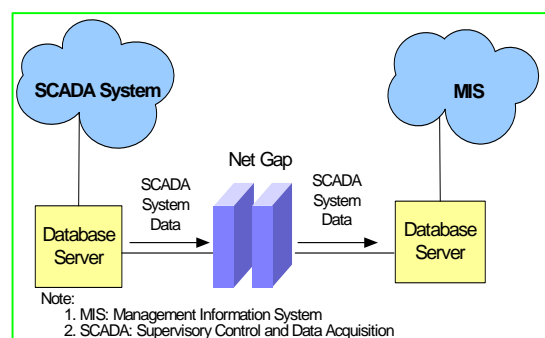 SCADA System
MIS
Net Gap
SCADA
System
Data
SCADA
System
Data
Database
Server
Database
Server
Note:
1. MIS: Management Information System
2. SCADA: Supervisory Control and Data Acquisition